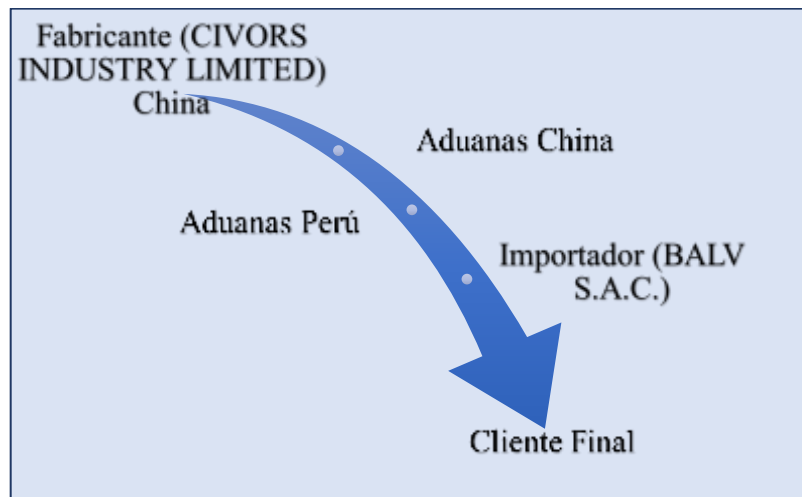 Fabricante (CIVORS
INDUSTRY LIMITED)
China
Aduanas China
Aduanas Perú
Importador (BALV
S.A.C.)
Cliente Final